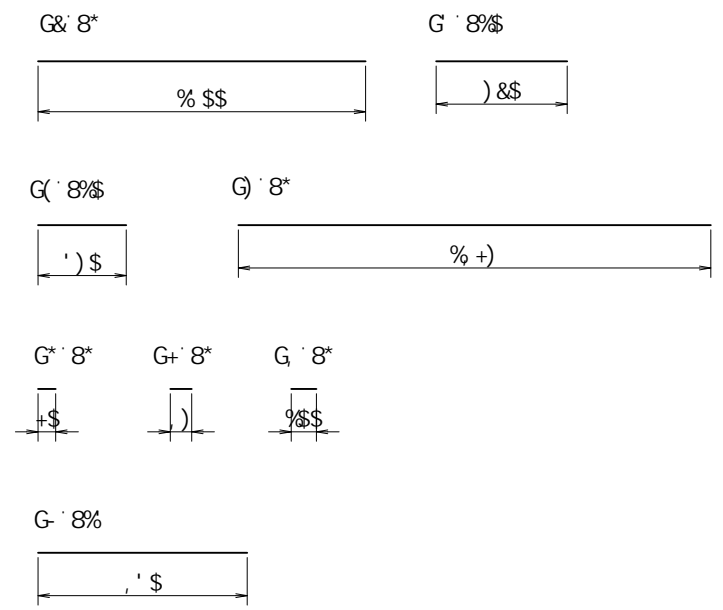 G&˙8*
G'˙8%$
%'$$
)&$
G(˙8%$
G)˙8*
')$
%,+)
G*˙8*
G+˙8*
G,˙8*
+$
,)
%$$
G-˙8%'
,'$